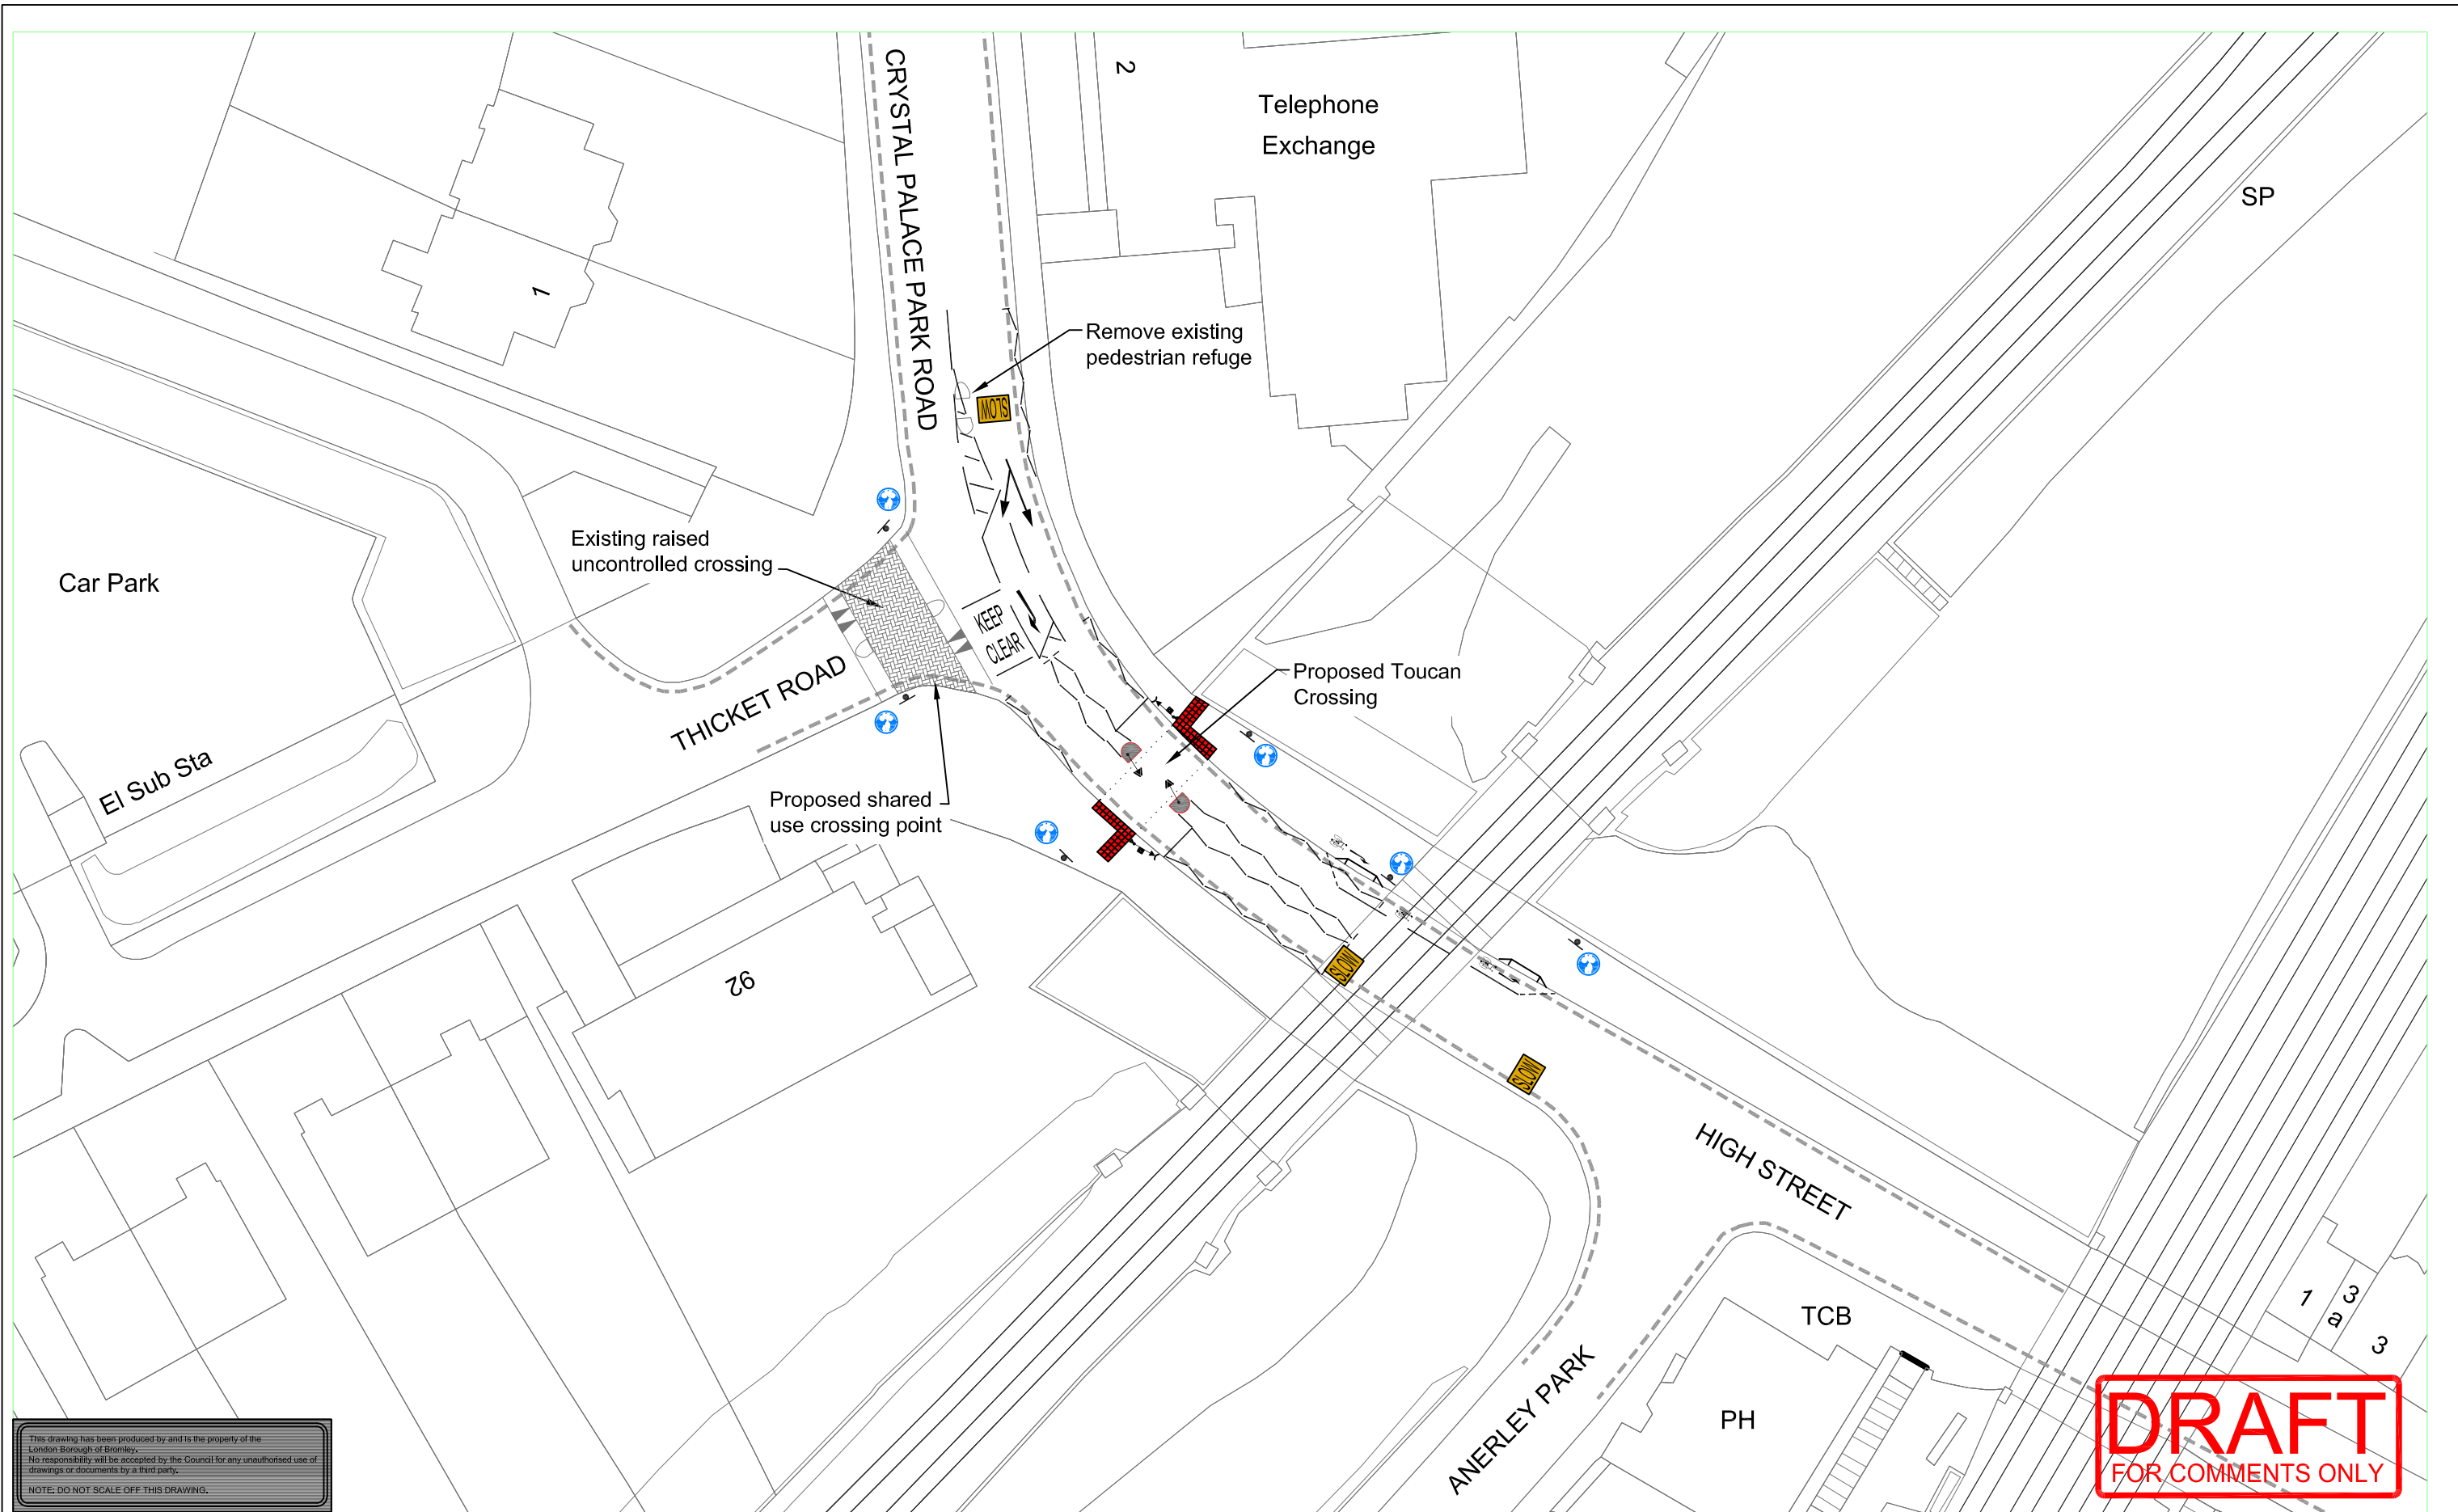 CRYSTAL PALACE PARK ROAD
2
Telephone
Exchange
SP
1
Remove existing
pedestrian refuge
SLOW
Existing raised
uncontrolled crossing
Car Park
KEEP
CLEAR
THICKET ROAD
Proposed Toucan
Crossing
El Sub Sta
Proposed shared
use crossing point
92
SLOW
SLOW
HIGH STREET
TCB
1
3
a
3
ANERLEY PARK
PH
This drawing has been produced by and is the property of the
London Borough of Bromley.
No responsibility will be accepted by the Council for any unauthorised use of
drawings or documents by a third party.
NOTE: DO NOT SCALE OFF THIS DRAWING.
DRAFT
FOR COMMENTS ONLY